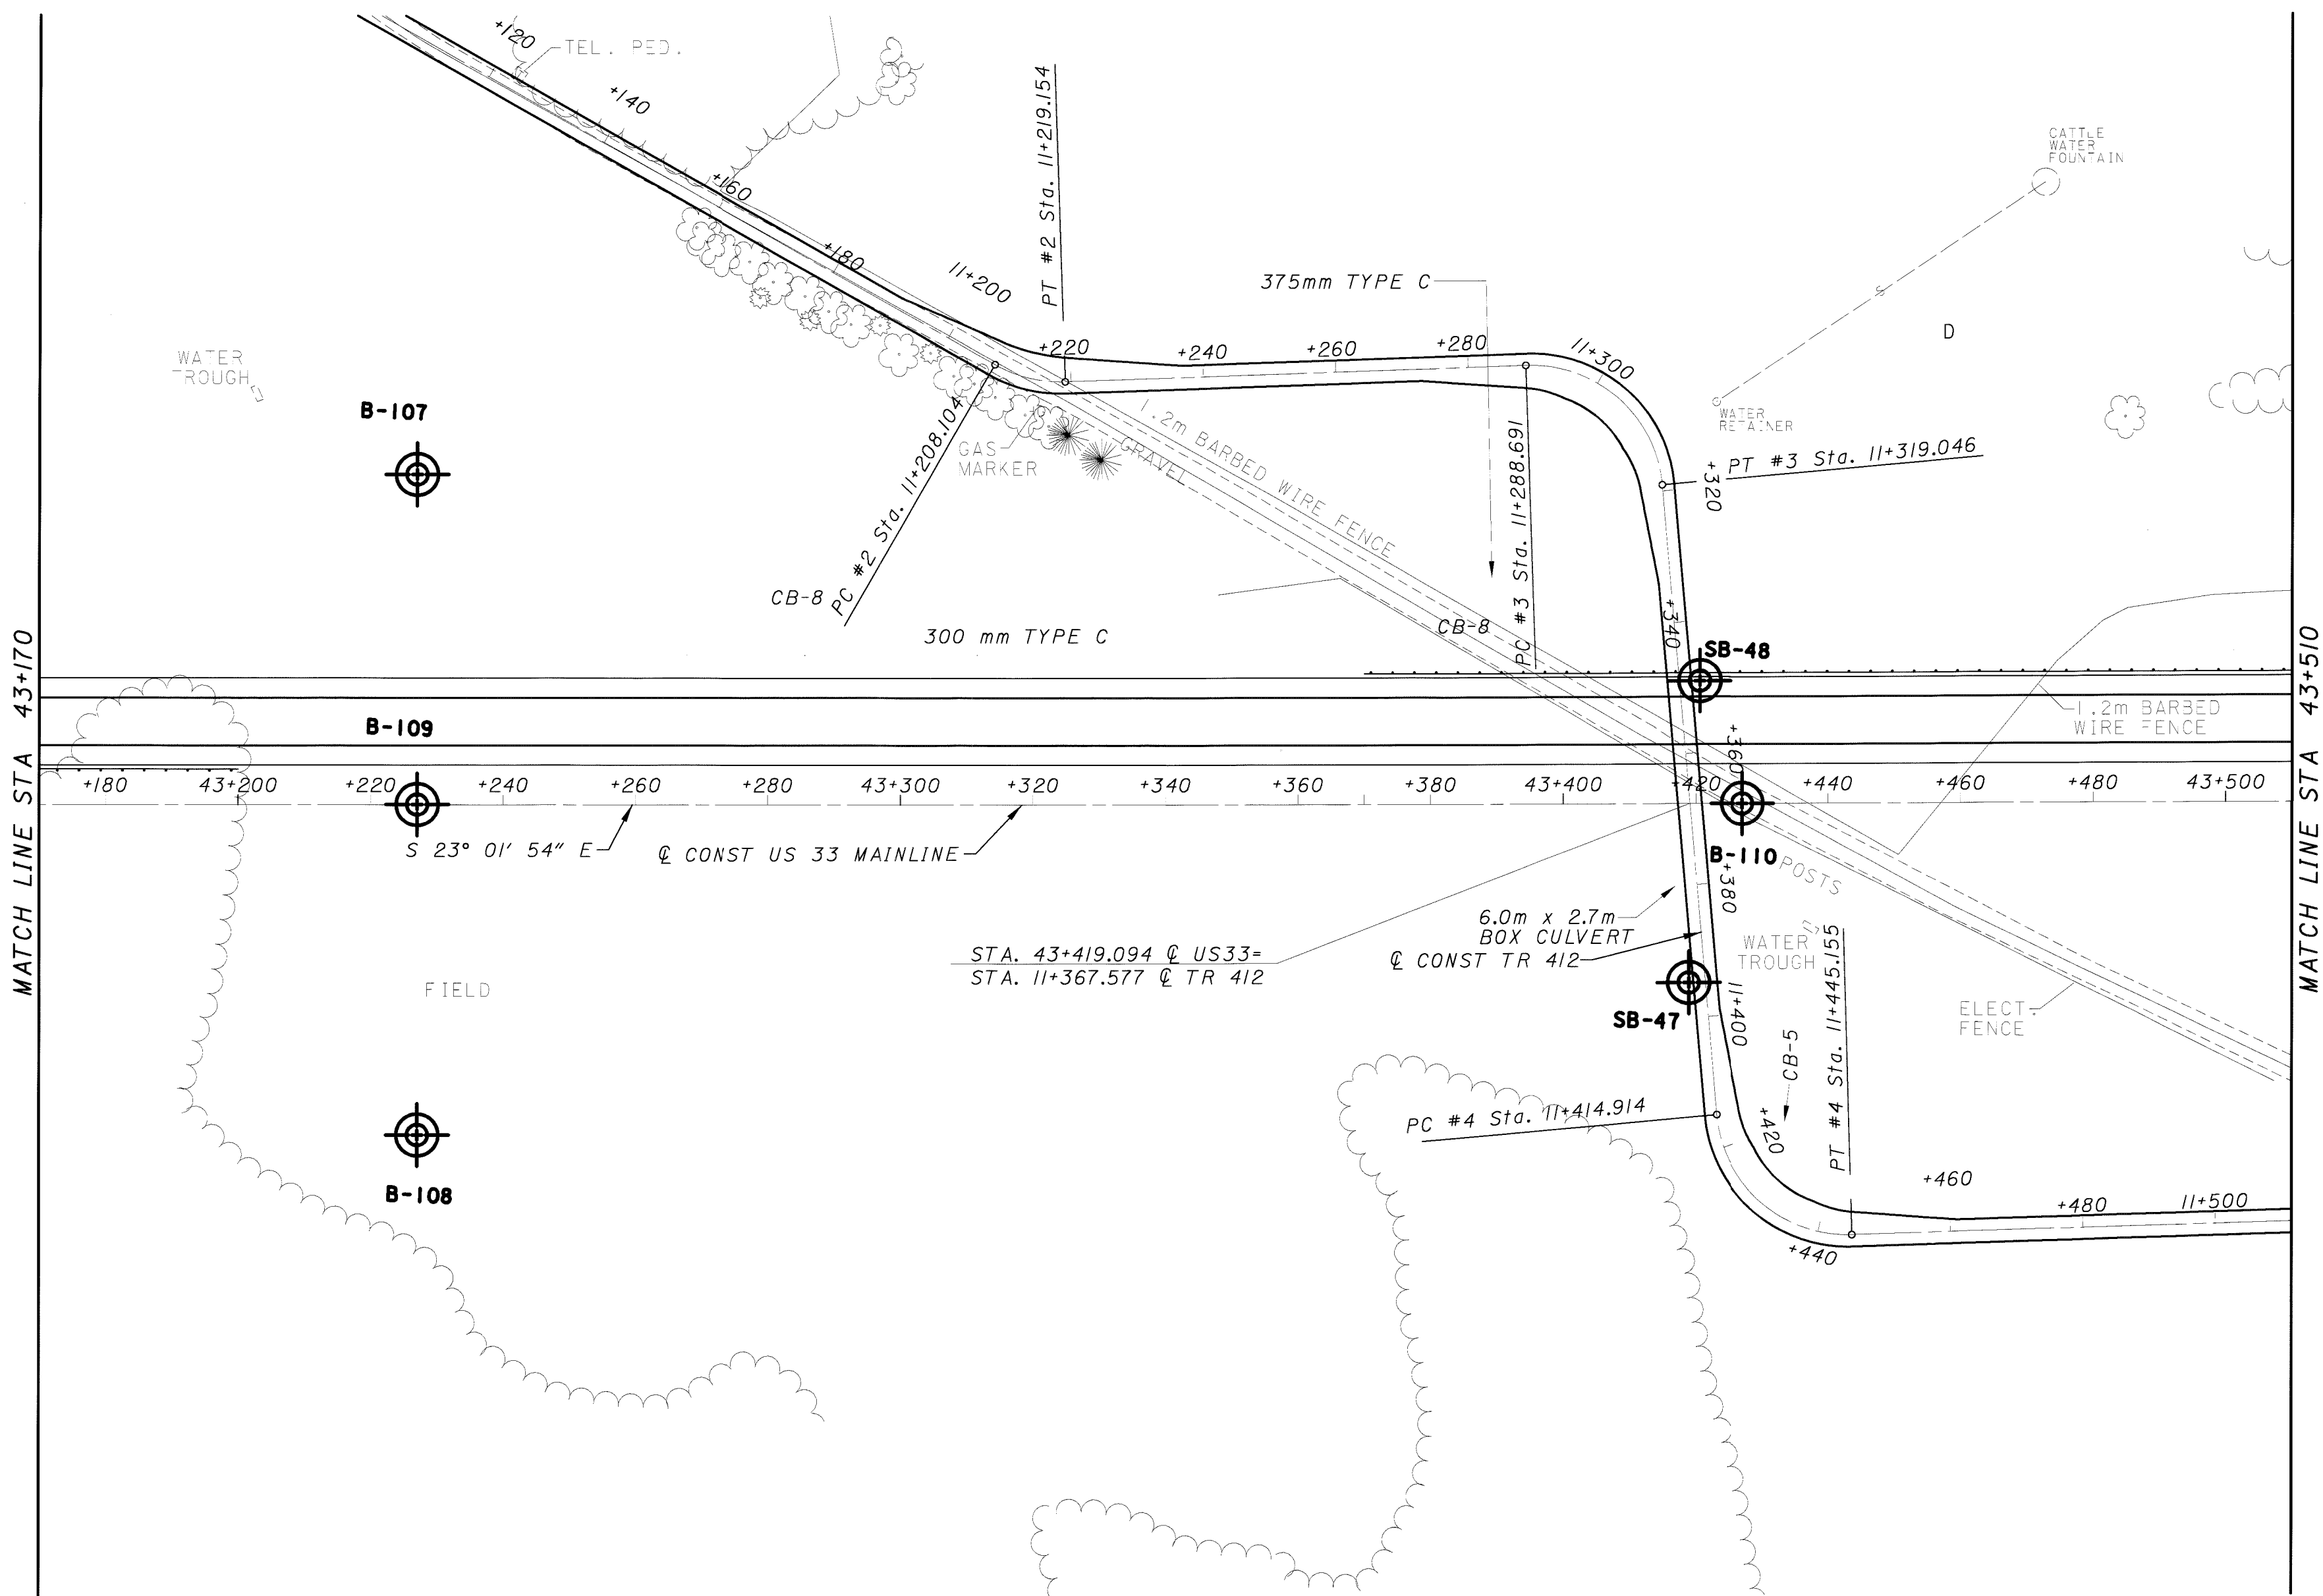 +120
TEL. PED.
+140
+160
+180
11+200
PT #2 Sta. 11+219.154
+220
+240
+260
+280
11+300
375mm TYPE C
CATTLE
WATER
FOUNTAIN
S
D
WATER
RETAINER
PT #3 Sta. 11+319.046
+320
WATER
TROUGH
B-107
GAS
MARKER
GRAVEL
1.2m BARBED WIRE FENCE
PC #2 Sta. 11+208.104
PC #3 Sta. 11+288.691
CB-8
300 mm TYPE C
CB-8
+340
SB-48
MATCH LINE STA 43+170
MATCH LINE STA 43+510
1.2m BARBED
WIRE FENCE
B-109
+360
+180
43+200
+220
+240
+260
+280
43+300
+320
+340
+360
+380
43+400
+420
+440
+460
+480
43+500
S 23° 01' 54" E
℄ CONST US 33 MAINLINE
B-110
POSTS
+380
6.0m x 2.7m
BOX CULVERT
℄ CONST TR 412
STA. 43+419.094 ℄ US33=
STA. 11+367.577 ℄ TR 412
WATER
TROUGH
FIELD
SB-47
11+400
CB-5
PT #4 Sta. 11+445.155
ELECT.
FENCE
PC #4 Sta. 11+414.914
+420
B-108
+440
+460
+480
11+500